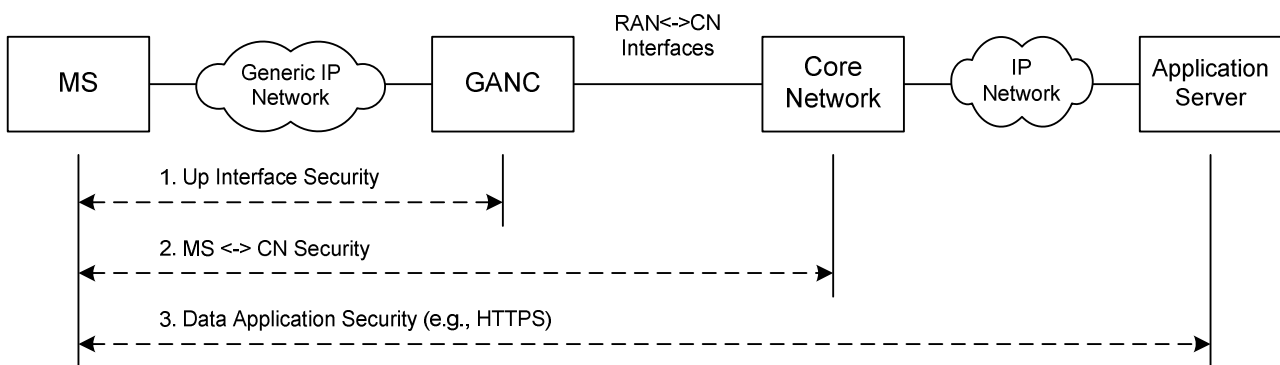 MS
Generic IP
Network
GANC
RAN<->CN
Interfaces
Core
Network
IP
Network
Application
Server
1. Up Interface Security
2. MS <-> CN Security
3. Data Application Security (e.g., HTTPS)